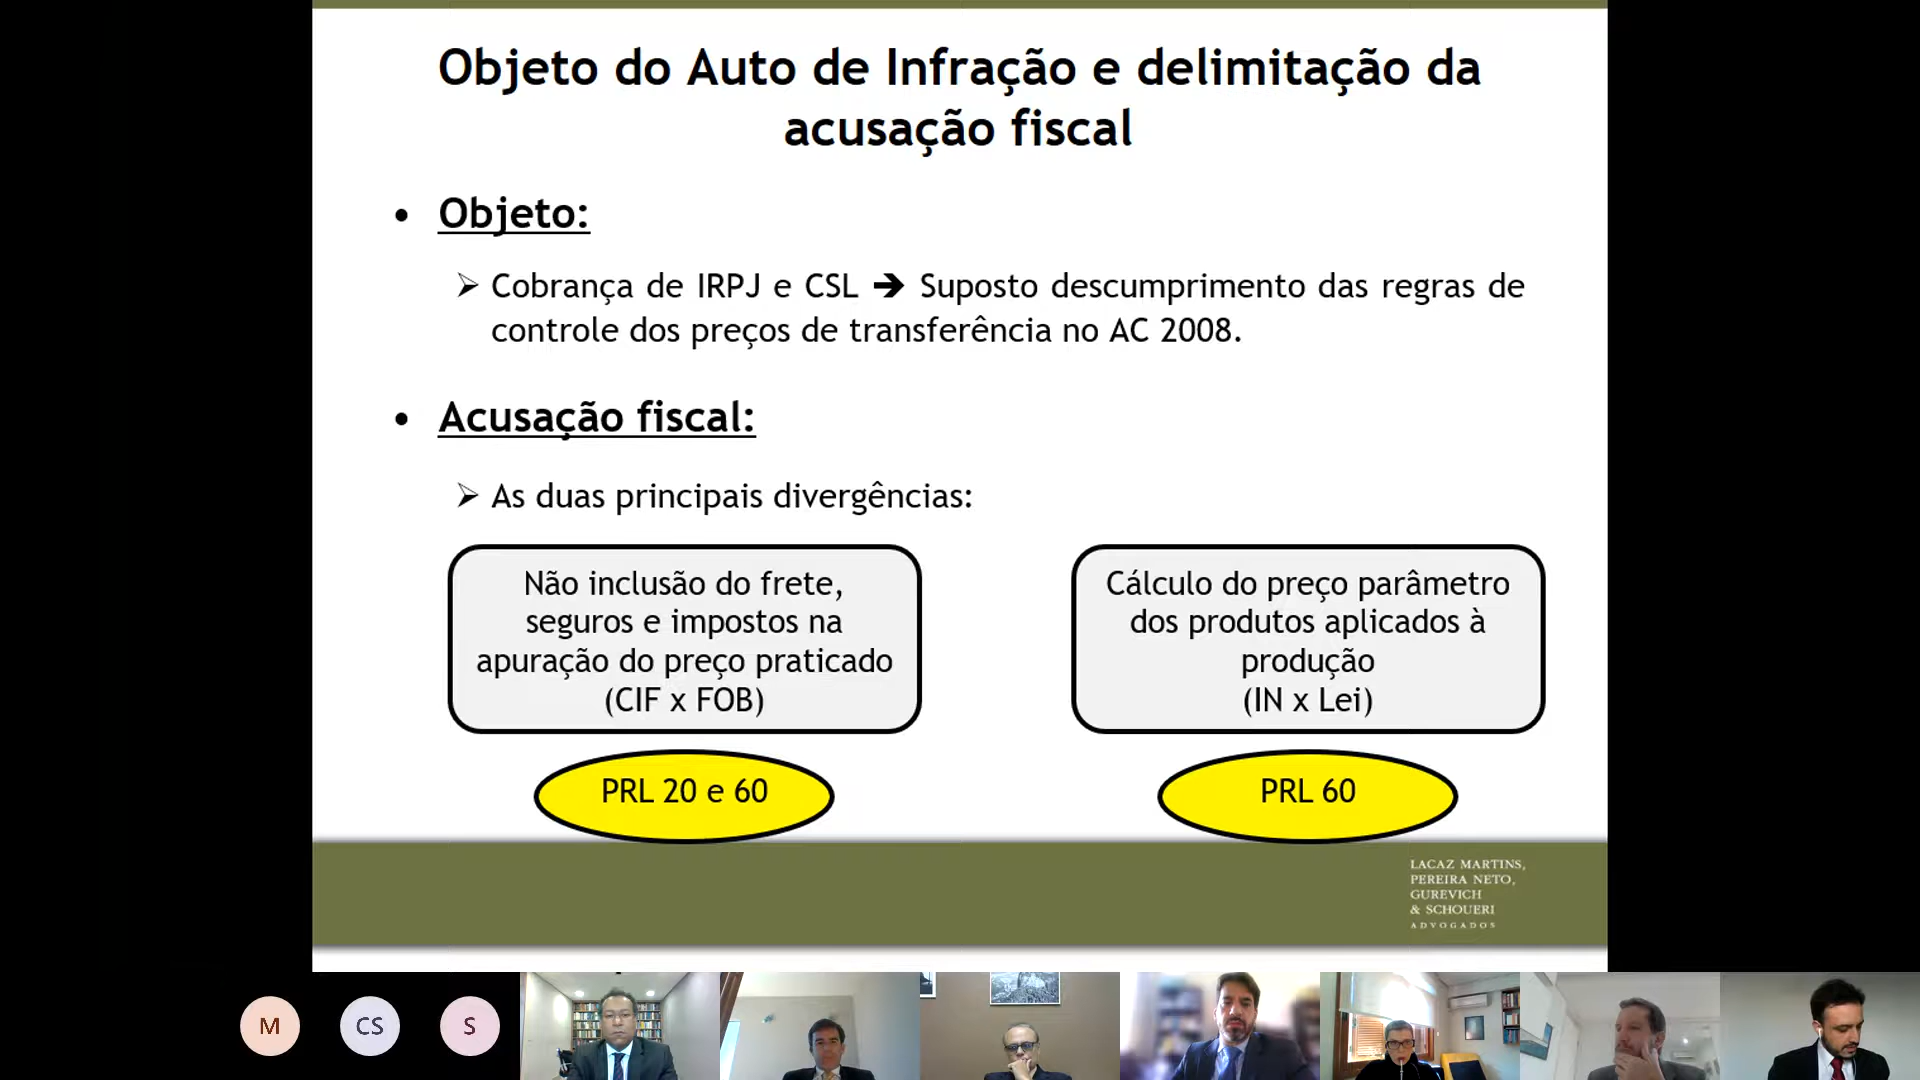 Objeto do Auto de Infração e delimitação da
acusação fiscal
• Objeto:
➢ Cobrança de IRPJ e CSL ➔ Suposto descumprimento das regras de
controle dos preços de transferência no AC 2008.
• Acusação fiscal:
➢ As duas principais divergências:
Não inclusão do frete,
seguros e impostos na
apuração do preço praticado
(CIF x FOB)
Cálculo do preço parâmetro
dos produtos aplicados à
produção
(IN x Lei)
PRL 20 e 60
PRL 60
LACAZ MARTINS,
PEREIRA NETO,
GUREVICH
& SCHOUERI
ADVOGADOS
M
CS
S